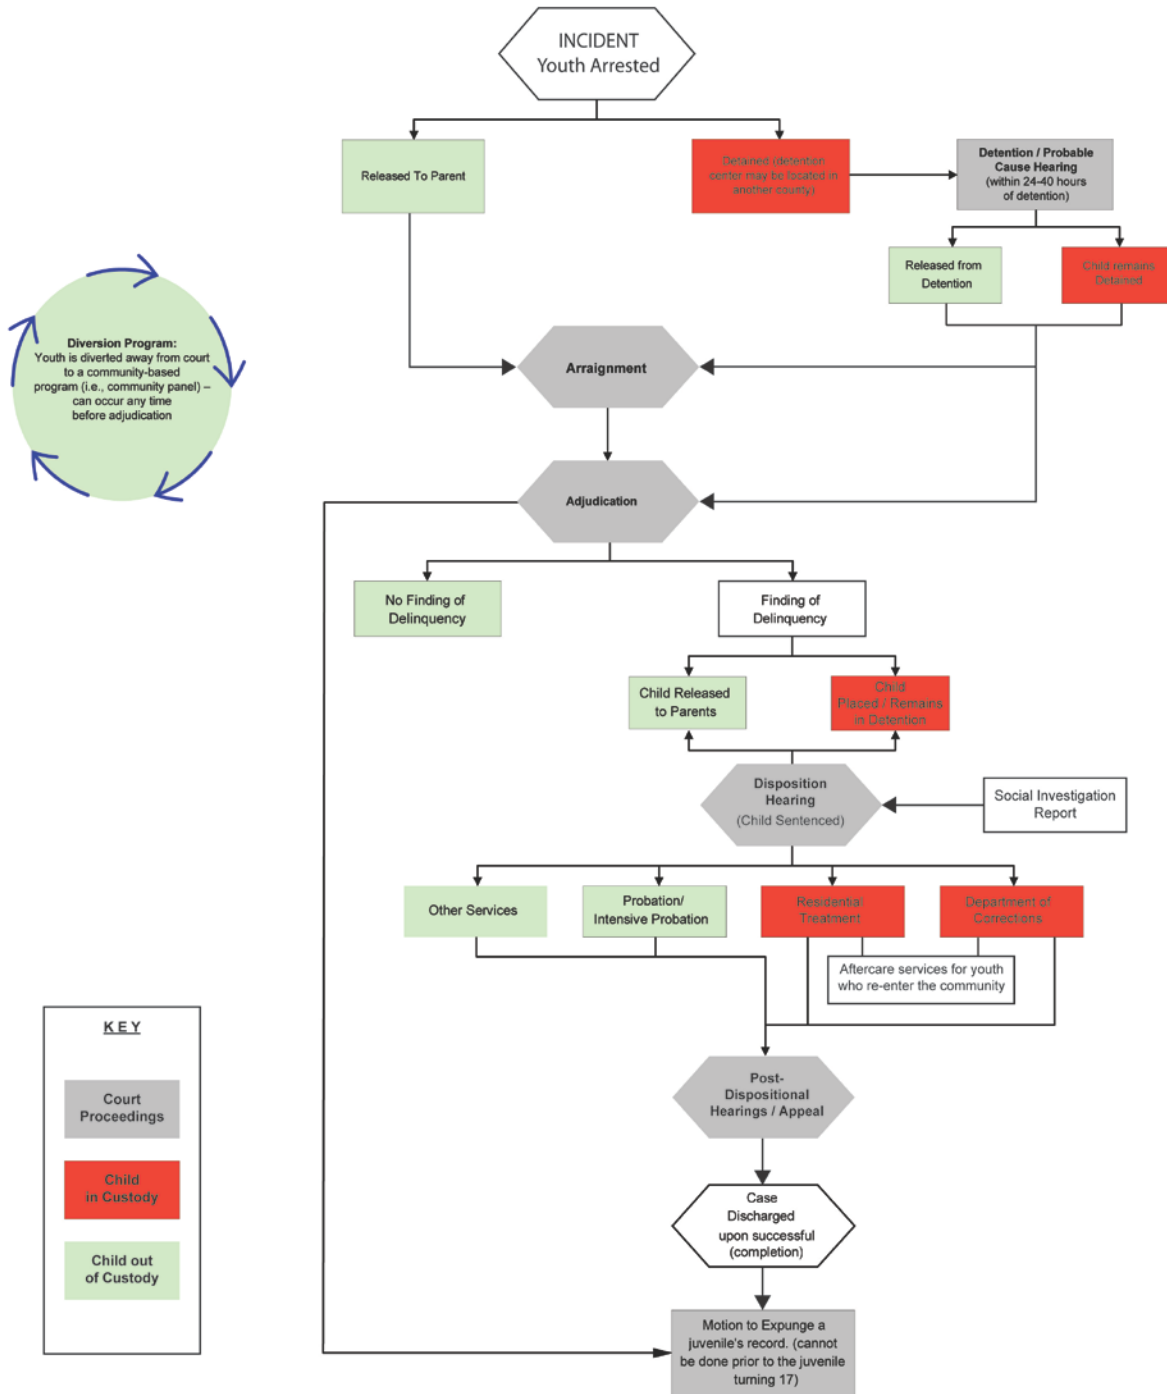 INCIDENT
Youth Arrested
Released To Parent
Detained (detention
center may be located in
another county)
Detention / Probable
Cause Hearing
(within 24-40 hours
of detention)
Released from
Detention
Child remains
Detained
Diversion Program:
Youth is diverted away from court
to a community-based
program (i.e., community panel) –
can occur any time
before adjudication
Arraignment
Adjudication
No Finding of
Delinquency
Finding of
Delinquency
Child Released
to Parents
Child
Placed / Remains
in Detention
Disposition
Hearing
(Child Sentenced)
Social Investigation
Report
Other Services
Probation/
Intensive Probation
Residential
Treatment
Department of
Corrections
Aftercare services for youth
who re-enter the community
Post-
Dispositional
Hearings / Appeal
Case
Discharged
upon successful
(completion)
Motion to Expunge a
juvenile's record. (cannot
be done prior to the juvenile
turning 17)
KEY
Court
Proceedings
Child
in Custody
Child out
of Custody